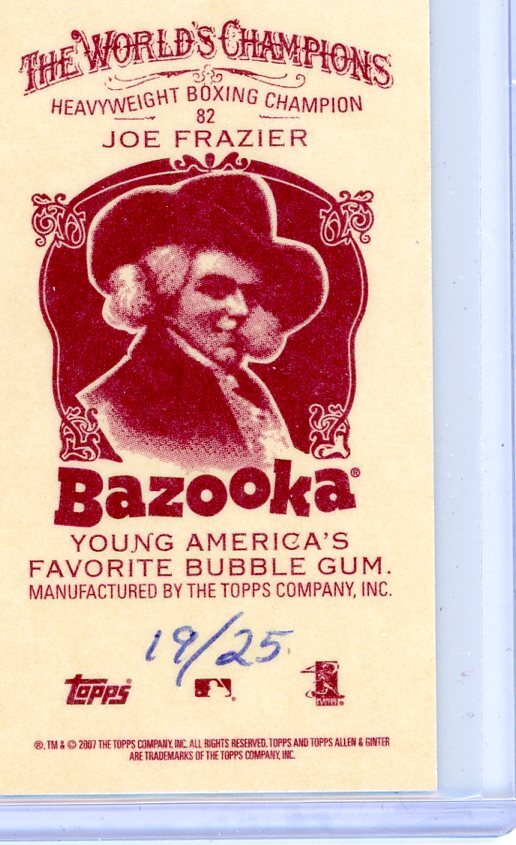 THE WORLD'S CHAMPIONS
HEAVYWEIGHT BOXING CHAMPION
82
JOE FRAZIER
Bazooka®
YOUNG AMERICA'S
FAVORITE BUBBLE GUM.
MANUFACTURED BY THE TOPPS COMPANY, INC.
19/25
TOPPS
®, TM & © 2007 THE TOPPS COMPANY, INC. ALL RIGHTS RESERVED. TOPPS AND TOPPS ALLEN & GINTER
ARE TRADEMARKS OF THE TOPPS COMPANY, INC.